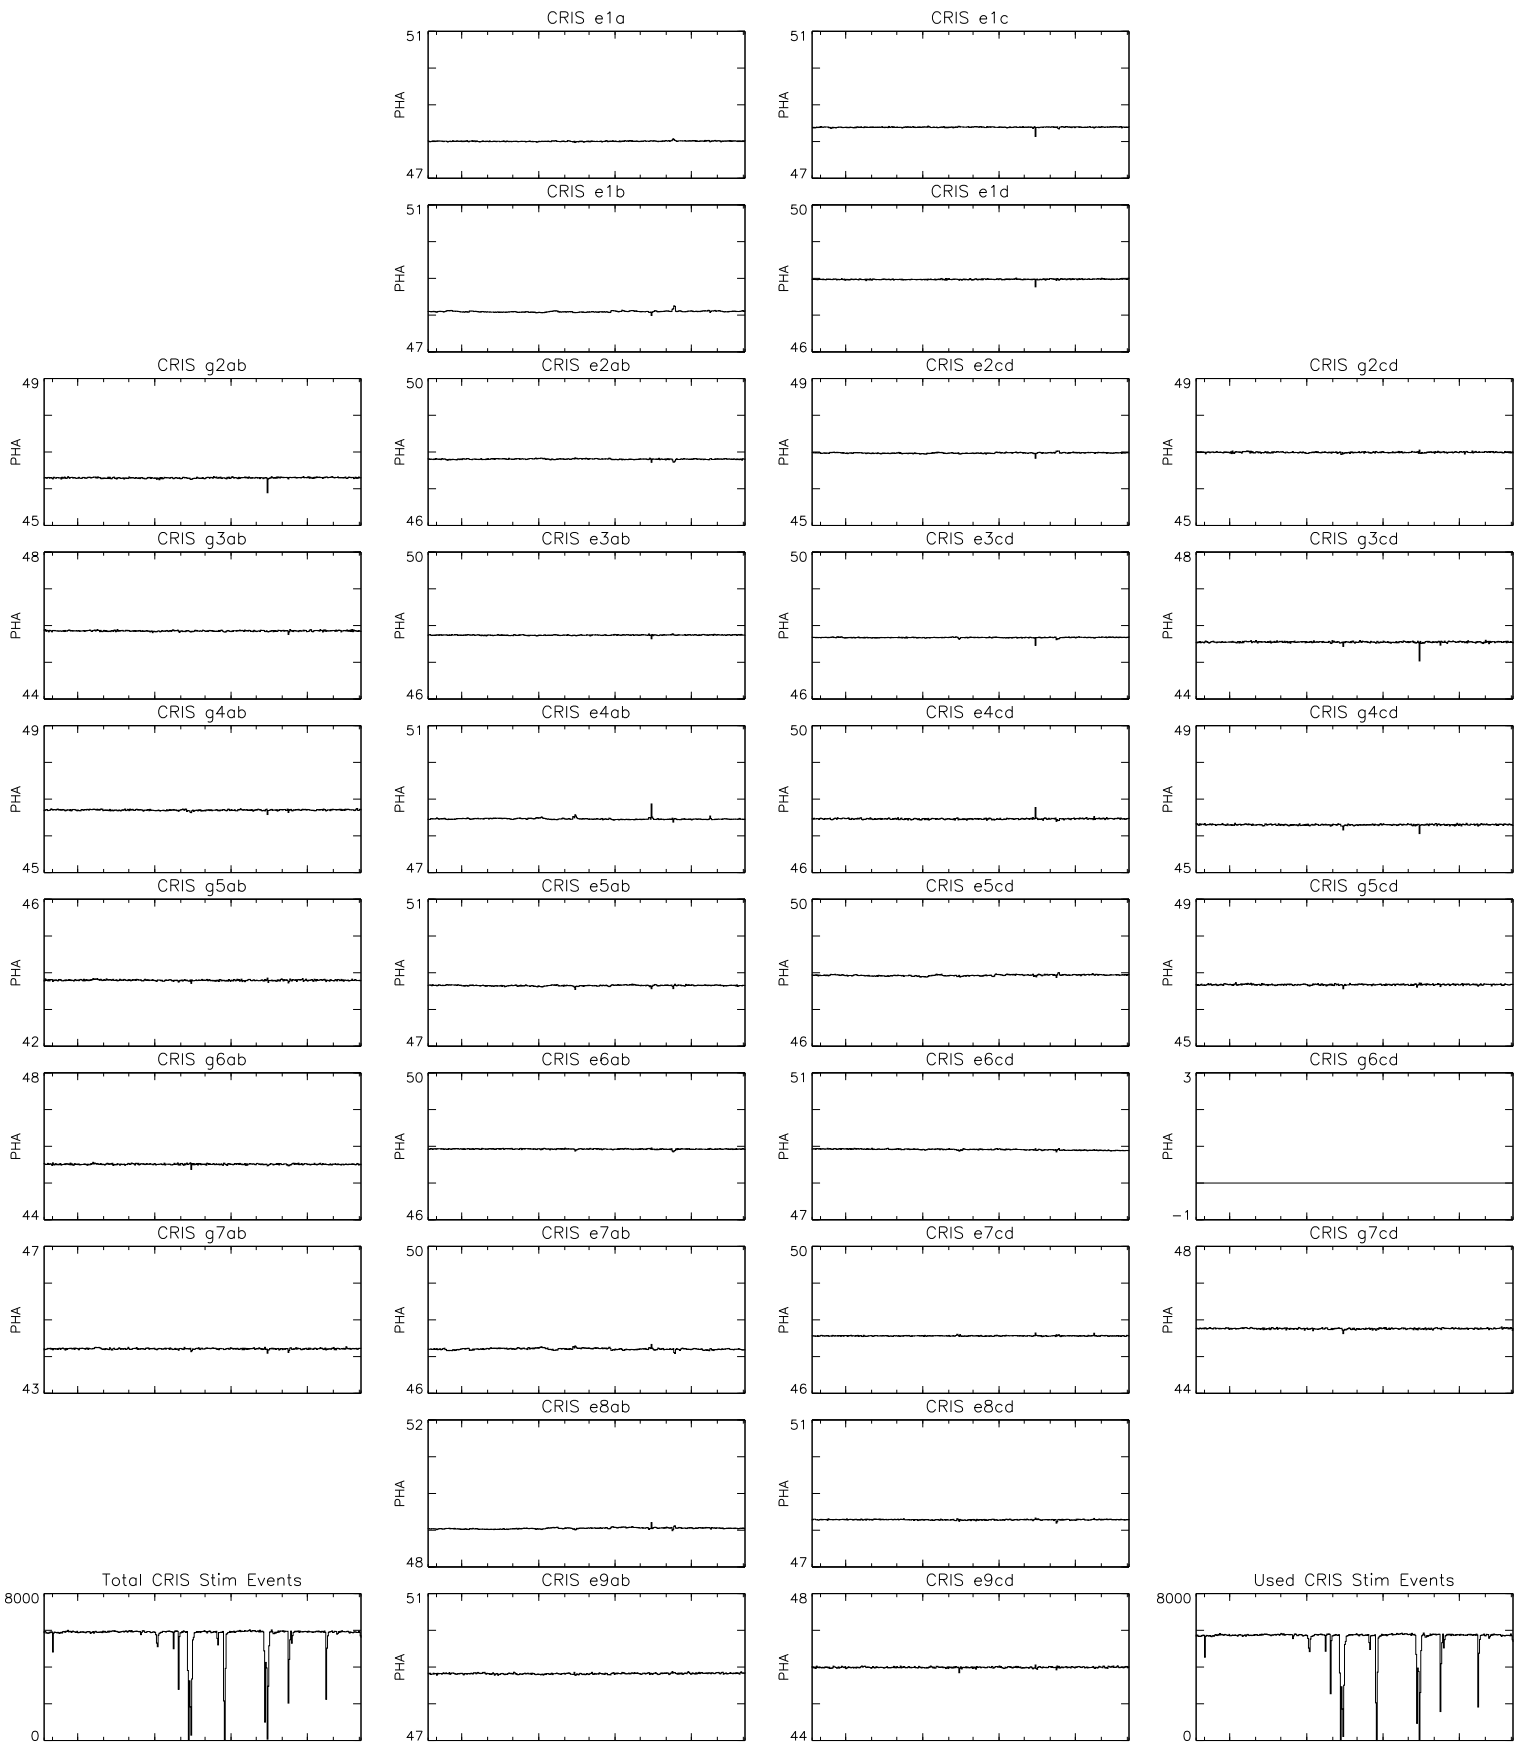 CRIS e1a
CRIS e1c
51
PHA
47
51
PHA
47
CRIS e1b
CRIS e1d
51
PHA
47
50
PHA
46
CRIS g2ab
CRIS e2ab
CRIS e2cd
CRIS g2cd
49
PHA
45
50
PHA
46
49
PHA
45
49
PHA
45
CRIS g3ab
CRIS e3ab
CRIS e3cd
CRIS g3cd
48
PHA
44
50
PHA
46
50
PHA
46
48
PHA
44
CRIS g4ab
CRIS e4ab
CRIS e4cd
CRIS g4cd
49
PHA
45
51
PHA
47
50
PHA
46
49
PHA
45
CRIS g5ab
CRIS e5ab
CRIS e5cd
CRIS g5cd
46
PHA
42
51
PHA
47
50
PHA
46
49
PHA
45
CRIS g6ab
CRIS e6ab
CRIS e6cd
CRIS g6cd
48
PHA
44
50
PHA
46
51
PHA
47
3
PHA
-1
CRIS g7ab
CRIS e7ab
CRIS e7cd
CRIS g7cd
47
PHA
43
50
PHA
46
50
PHA
46
48
PHA
44
CRIS e8ab
CRIS e8cd
52
PHA
48
51
PHA
47
Total CRIS Stim Events
CRIS e9ab
CRIS e9cd
Used CRIS Stim Events
8000
0
51
PHA
47
48
PHA
44
8000
0